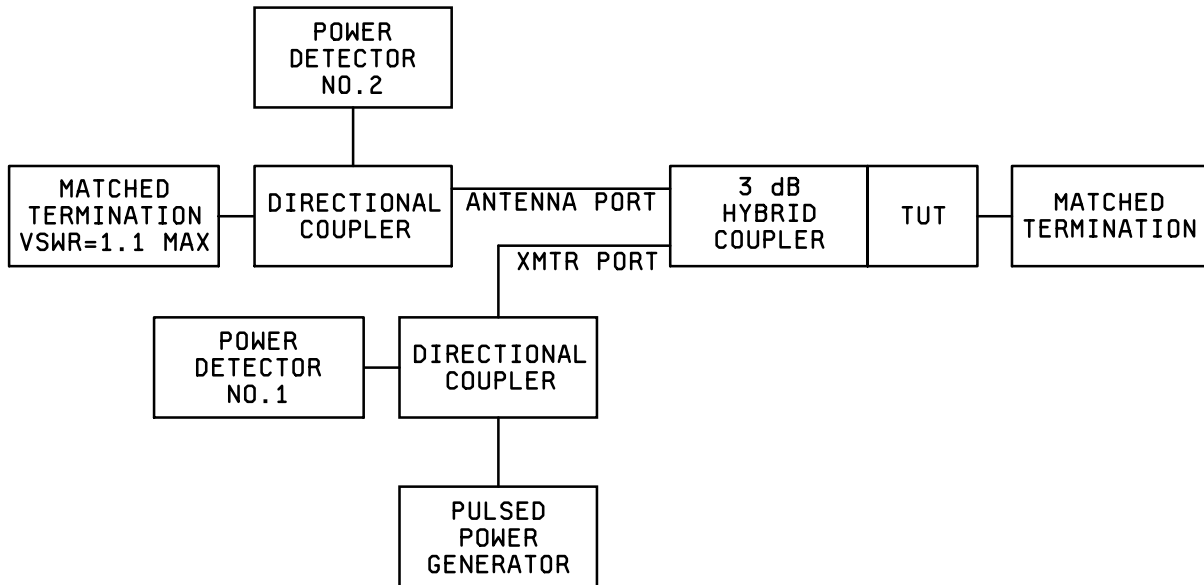 POWER
DETECTOR
NO.2
MATCHED
TERMINATION
VSWR=1.1 MAX
DIRECTIONAL
COUPLER
ANTENNA PORT
3 dB
HYBRID
COUPLER
TUT
MATCHED
TERMINATION
XMTR PORT
POWER
DETECTOR
NO.1
DIRECTIONAL
COUPLER
PULSED
POWER
GENERATOR